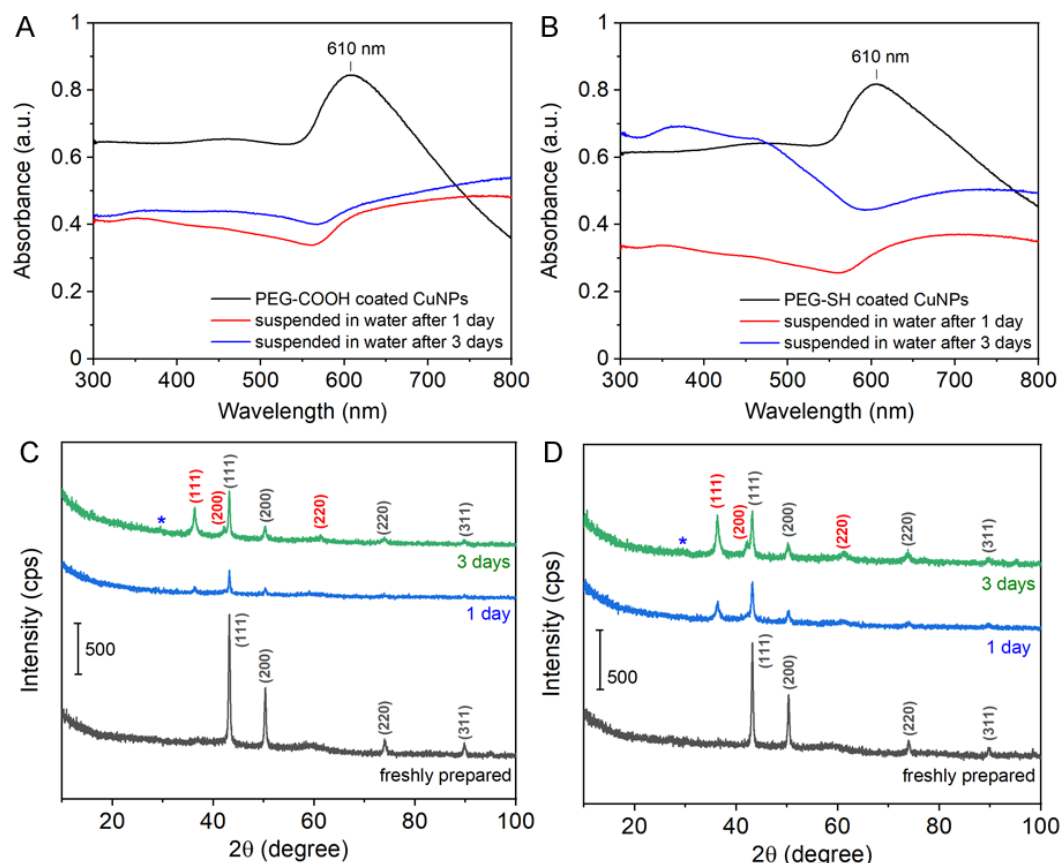 A
610 nm
1
0.8
0.6
0.4
0.2
0
Absorbance (a.u.)
PEG-COOH coated CuNPs
suspended in water after 1 day
suspended in water after 3 days
300 400 500 600 700 800
Wavelength (nm)
B
610 nm
1
0.8
0.6
0.4
0.2
0
Absorbance (a.u.)
PEG-SH coated CuNPs
suspended in water after 1 day
suspended in water after 3 days
300 400 500 600 700 800
Wavelength (nm)
C
Intensity (cps)
*
(111)
(200)
(111)
(200)
(220)
(220)
(311)
3 days
1 day
500
(111)
(200)
(220)
(311)
freshly prepared
20 40 60 80 100
2θ (degree)
D
Intensity (cps)
*
(111)
(200)
(111)
(200)
(220)
(220)
(311)
3 days
1 day
500
(111)
(200)
(220)
(311)
freshly prepared
20 40 60 80 100
2θ (degree)